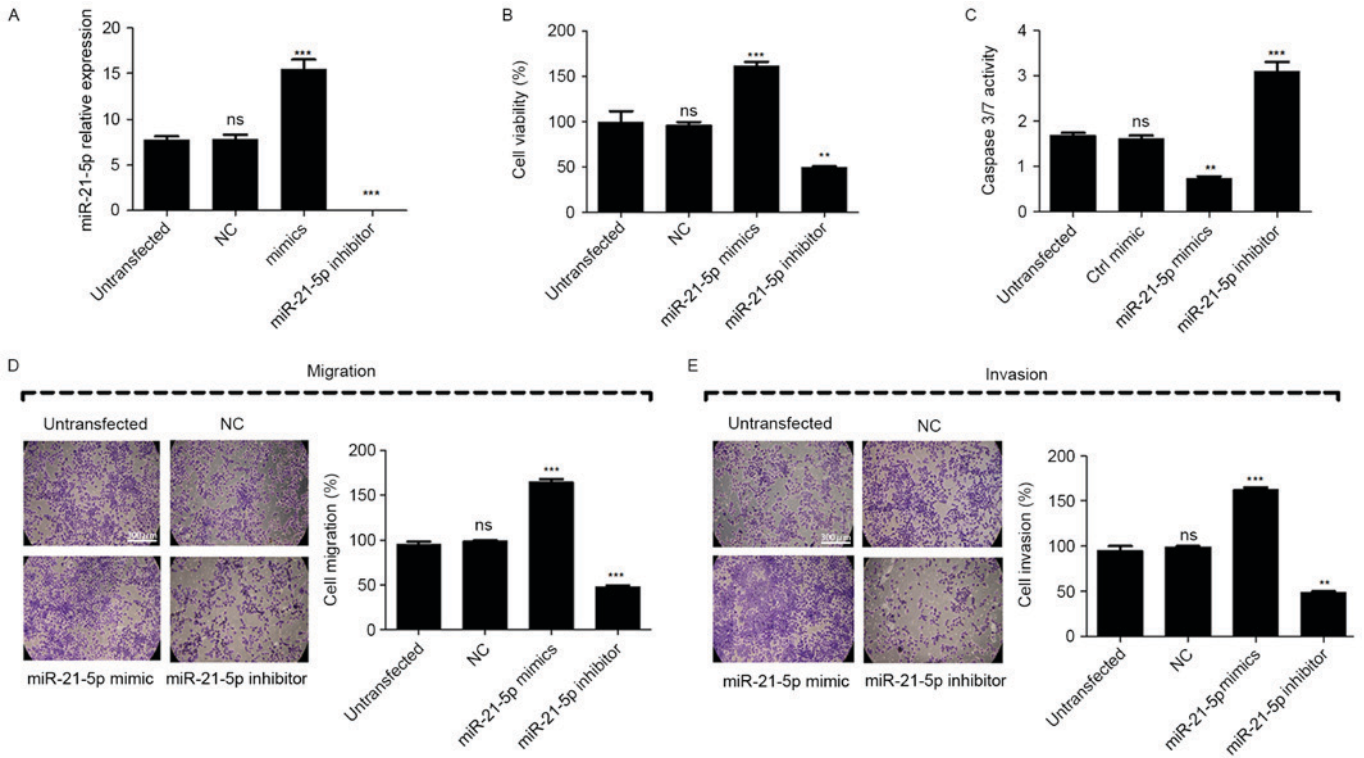 A
miR-21-5p relative expression
20
15
10
5
0
ns
***
***
Untransfected
NC
mimics
miR-21-5p inhibitor
B
Cell viability (%)
200
150
100
50
0
ns
***
**
Untransfected
NC
miR-21-5p mimics
miR-21-5p inhibitor
C
Caspase 3/7 activity
4
3
2
1
0
ns
**
***
Untransfected
Ctrl mimic
miR-21-5p mimics
miR-21-5p inhibitor
D
Migration
Untransfected
NC
300 μm
miR-21-5p mimic
miR-21-5p inhibitor
Cell migration (%)
200
150
100
50
0
ns
***
***
Untransfected
NC
miR-21-5p mimics
miR-21-5p inhibitor
E
Invasion
Untransfected
NC
300 μm
miR-21-5p mimic
miR-21-5p inhibitor
Cell invasion (%)
200
150
100
50
0
ns
***
**
Untransfected
NC
miR-21-5p mimics
miR-21-5p inhibitor